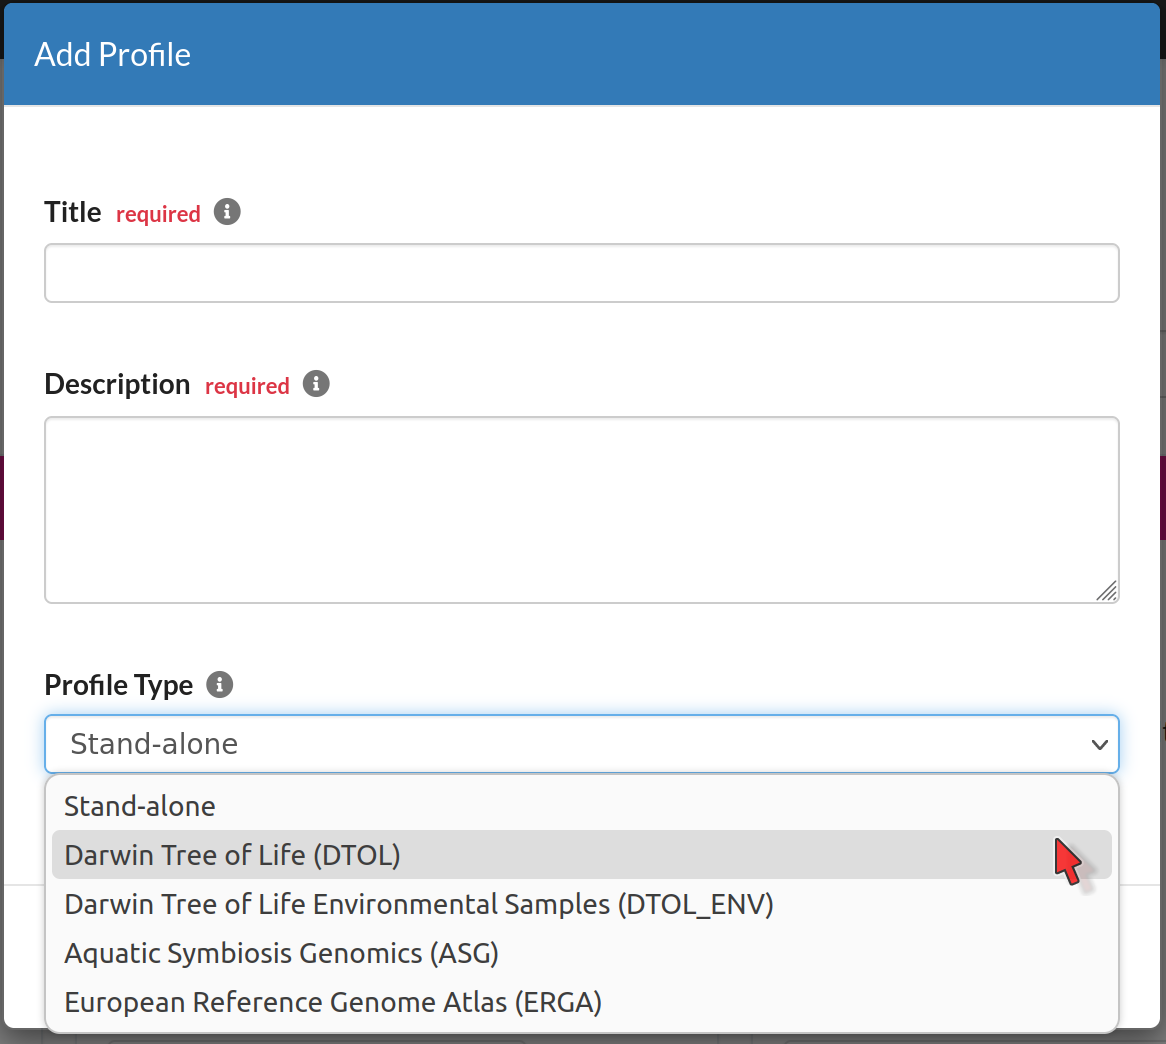 Add Profile
Title required
Description required
Profile Type
Stand-alone
Stand-alone
Darwin Tree of Life (DTOL)
Darwin Tree of Life Environmental Samples (DTOL_ENV)
Aquatic Symbiosis Genomics (ASG)
European Reference Genome Atlas (ERGA)